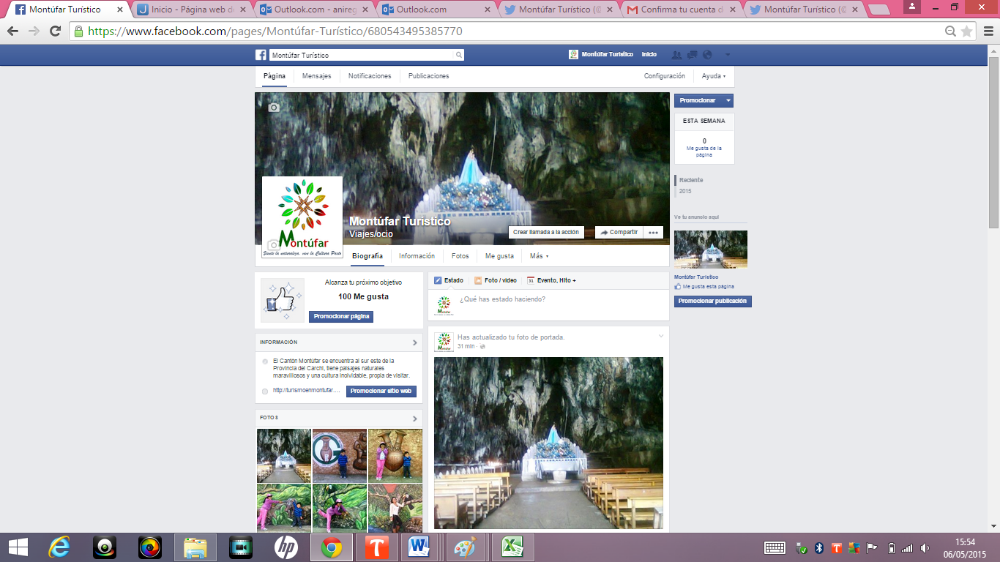 Montúfar Turístico
Inicio - Página web d
Outlook.com - anireg
Outlook.com
Montúfar Turístico (@
Confirma tu cuenta d
Montúfar Turístico (@
https://www.facebook.com/pages/Montúfar-Turístico/680543495385770
Montúfar Turístico
Montúfar Turístico
Inicio
Página
Mensajes
Notificaciones
Publicaciones
Configuración
Ayuda
Promocionar
ESTA SEMANA
0
Me gusta de la
página
Reciente
2015
Ve tu anuncio aquí
Montúfar Turístico
Me gusta esta página
Promocionar publicación
Montúfar
Siente la naturaleza, vive la Cultura Pasto
Montúfar Turístico
Viajes/ocio
Crear llamada a la acción
Compartir
Biografía
Información
Fotos
Me gusta
Más
Alcanza tu próximo objetivo
100 Me gusta
Promocionar página
INFORMACIÓN
El Cantón Montúfar se encuentra al sur este de la
Provincia del Carchi, tiene paisajes naturales
maravillosos y una cultura inolvidable, propia de visitar.
http://turismoenmontufar....
Promocionar sitio web
FOTOS
Estado
Foto / video
31
Evento, Hito +
¿Qué has estado haciendo?
Has actualizado tu foto de portada.
31 min
15:54
06/05/2015